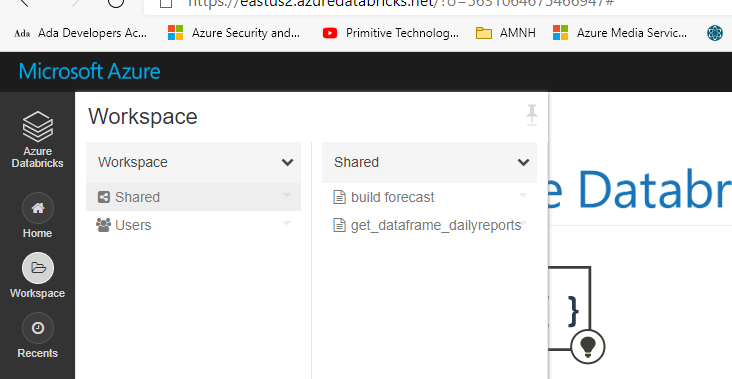 https://eastus2.azuredatabricks.net/?o=5631064675466947#
Ada Ada Developers Ac... Azure Security and... Primitive Technolog... AMNH Azure Media Servic...
Microsoft Azure
Azure
Databricks
Home
Workspace
Recents
Workspace
Workspace
Shared
Users
Shared
build forecast
get_dataframe_dailyreports
e Databr
}